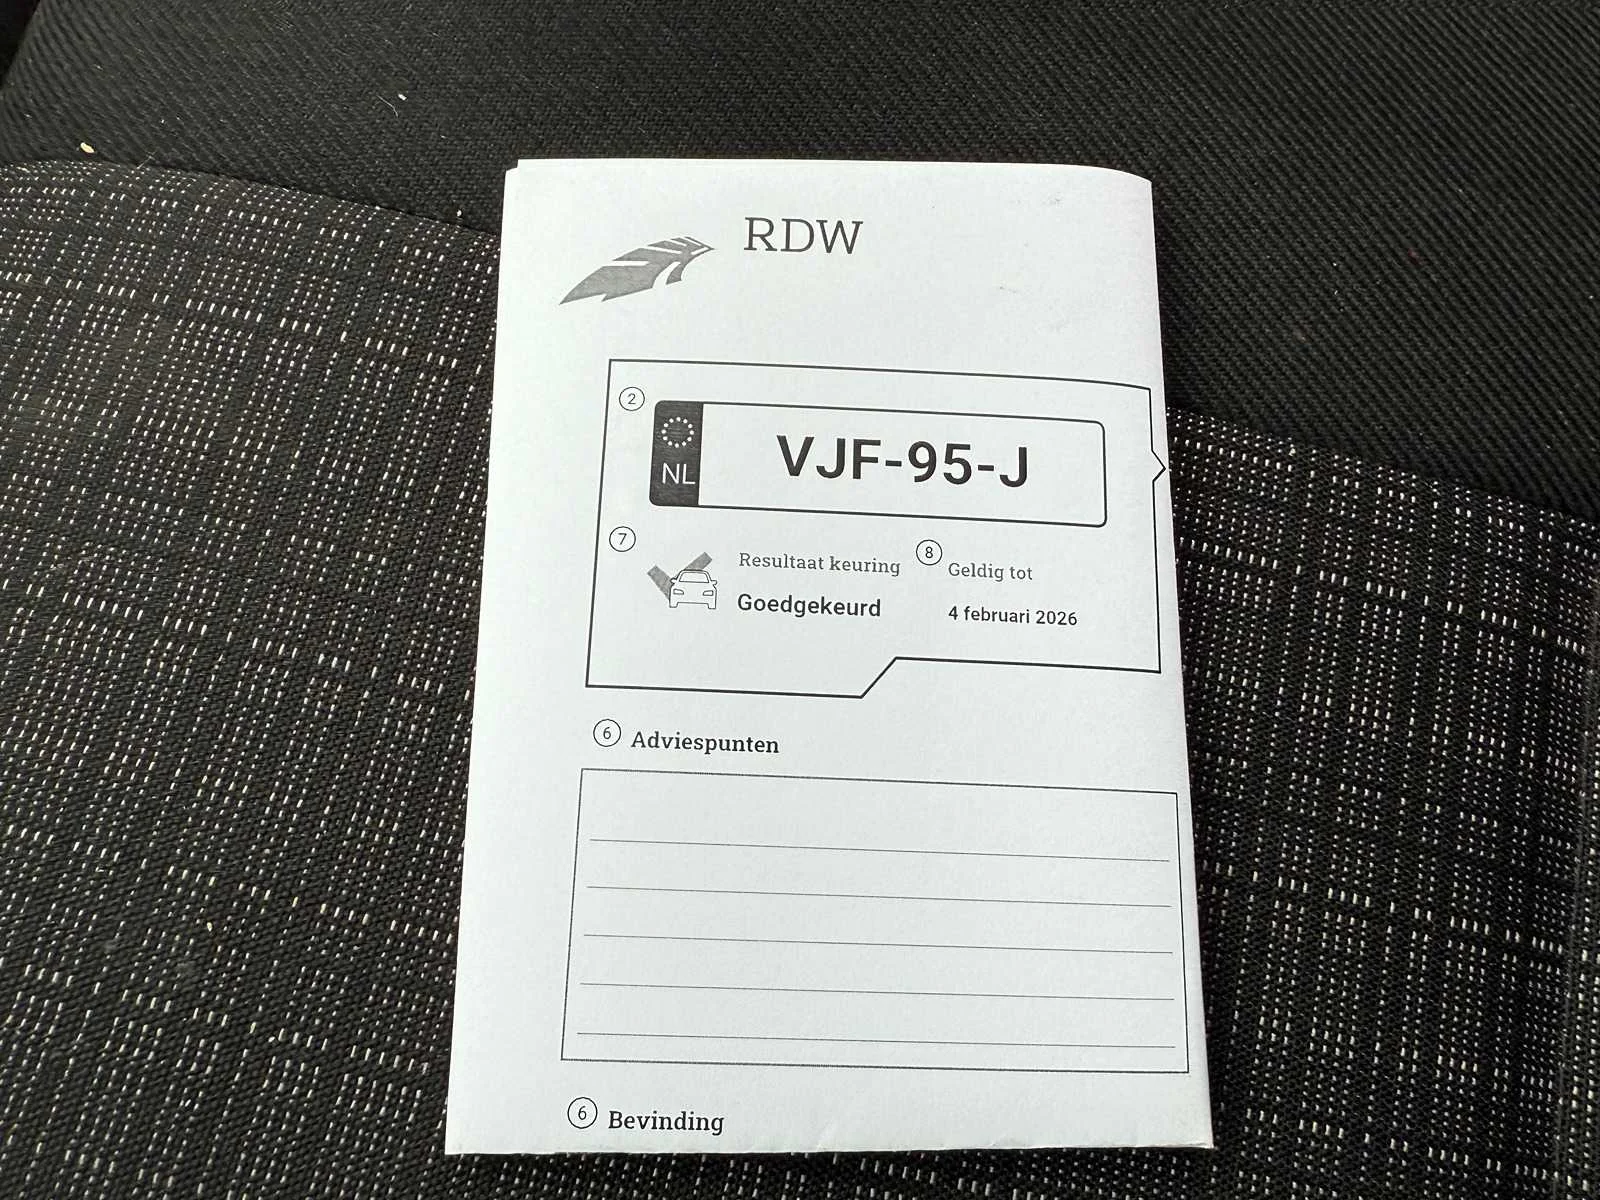 RDW
2
NL
VJF-95-J
7
Resultaat keuring
8
Geldig tot
Goedgekeurd
4 februari 2026
6 Adviespunten
6 Bevinding